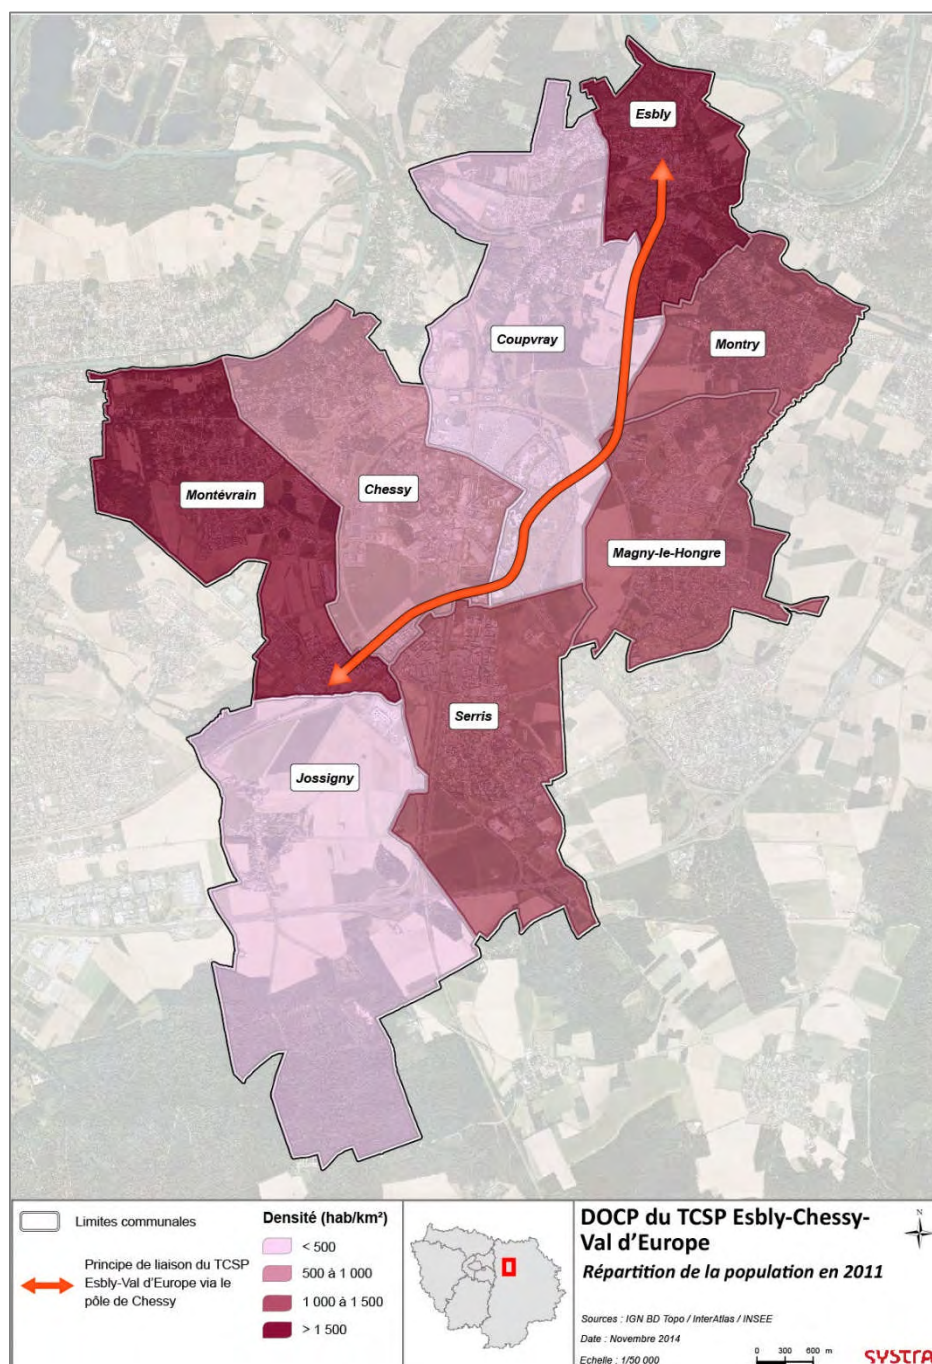 Esbly
Coupvray
Montry
Montévrain
Chessy
Magny-le-Hongre
Serris
Jossigny
Limites communales
Principe de liaison du TCSP
Esbly-Val d'Europe via le
pôle de Chessy
Densité (hab/km²)
< 500
500 à 1 000
1 000 à 1 500
> 1 500
DOCP du TCSP Esbly-Chessy-
Val d'Europe
Répartition de la population en 2011
Sources : IGN BD Topo / InterAtlas / INSEE
Date : Novembre 2014
Echelle : 1/50 000
N
0 300 600 m
SYSTRA